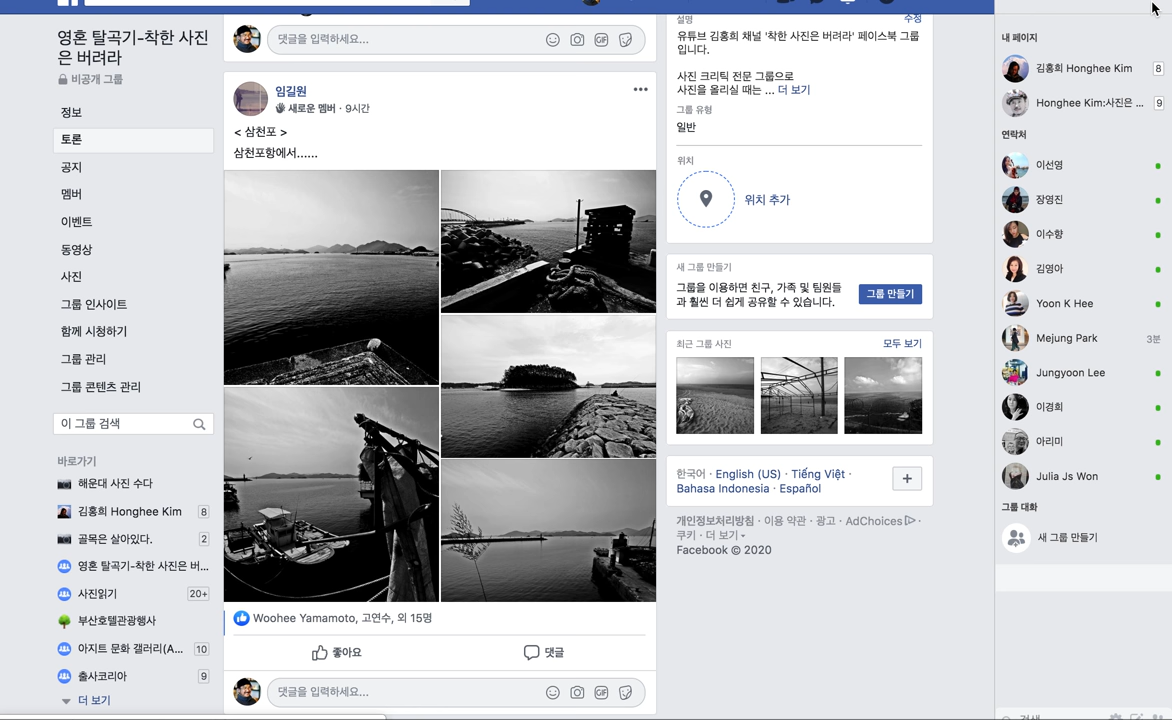 영혼 탈곡기-착한 사진
은 버려라
비공개 그룹
정보
토론
공지
멤버
이벤트
동영상
사진
그룹 인사이트
함께 시청하기
그룹 관리
그룹 콘텐츠 관리
이 그룹 검색
바로가기
해운대 사진 수다
김홍희 Honghee Kim 8
골목은 살아있다. 2
영혼 탈곡기-착한 사진은 버...
사진읽기 20+
부산호텔관광행사
아지트 문화 갤러리(A... 10
출사코리아 9
더 보기
댓글을 입력하세요...
GIF
임길원
새로운 멤버 · 9시간
< 삼천포 >
삼천포항에서......
Woohee Yamamoto, 고연수, 외 15명
좋아요
댓글
댓글을 입력하세요...
GIF
설명
수정
유튜브 김홍희 채널 '착한 사진은 버려라' 페이스북 그룹
입니다.
사진 크리틱 전문 그룹으로
사진을 올리실 때는 ... 더 보기
그룹 유형
일반
위치
위치 추가
새 그룹 만들기
그룹을 이용하면 친구, 가족 및 팀원들
과 훨씬 더 쉽게 공유할 수 있습니다.
그룹 만들기
최근 그룹 사진
모두 보기
한국어 · English (US) · Tiếng Việt ·
Bahasa Indonesia · Español
개인정보처리방침 · 이용 약관 · 광고 · AdChoices ·
쿠키 · 더 보기
Facebook © 2020
내 페이지
김홍희 Honghee Kim 8
Honghee Kim:사진은 ... 9
연락처
이선영
장영진
이수향
김영아
Yoon K Hee
Mejung Park 3분
Jungyoon Lee
이경희
아리미
Julia Js Won
그룹 대화
새 그룹 만들기
검색